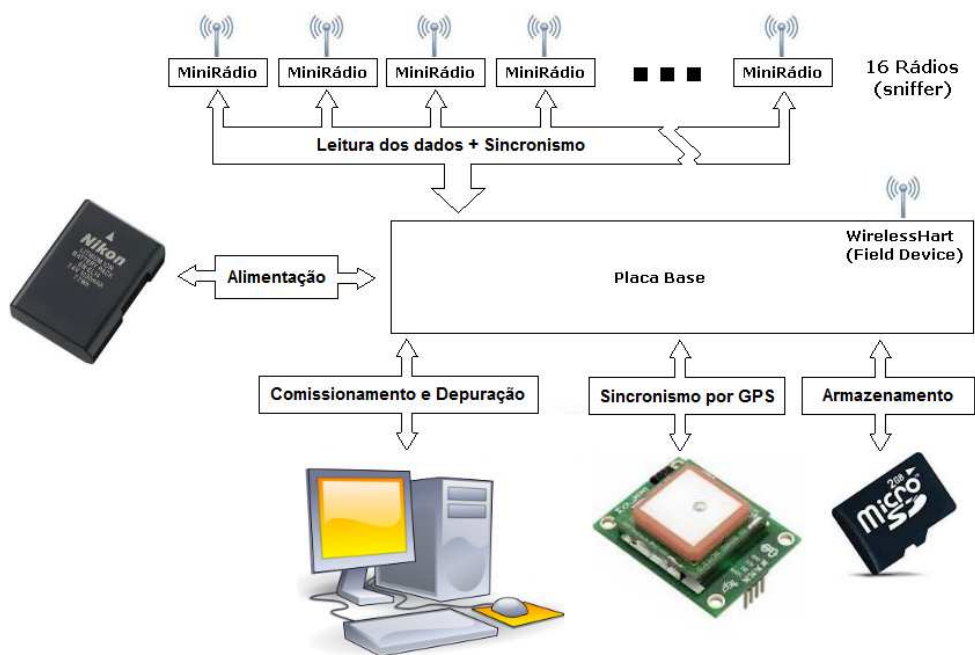 MiniRádio
MiniRádio
MiniRádio
MiniRádio
MiniRádio
16 Rádios
(sniffer)
Leitura dos dados + Sincronismo
WirelessHart
(Field Device)
Placa Base
Nikon
Alimentação
Comissionamento e Depuração
Sincronismo por GPS
Armazenamento
2GB
micro
SD